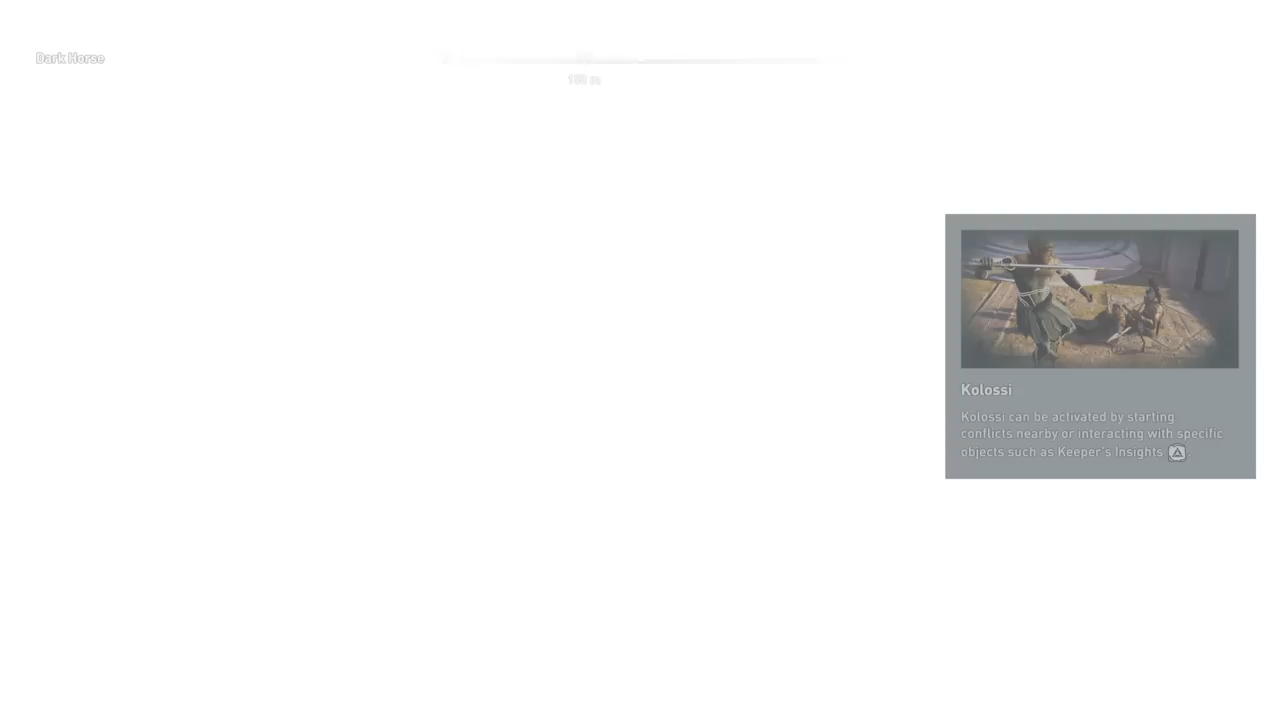 Dark Horse
Kolossi
Kolossi can be activated by starting
conflicts nearby or interacting with specific
objects such as Keeper's Insights